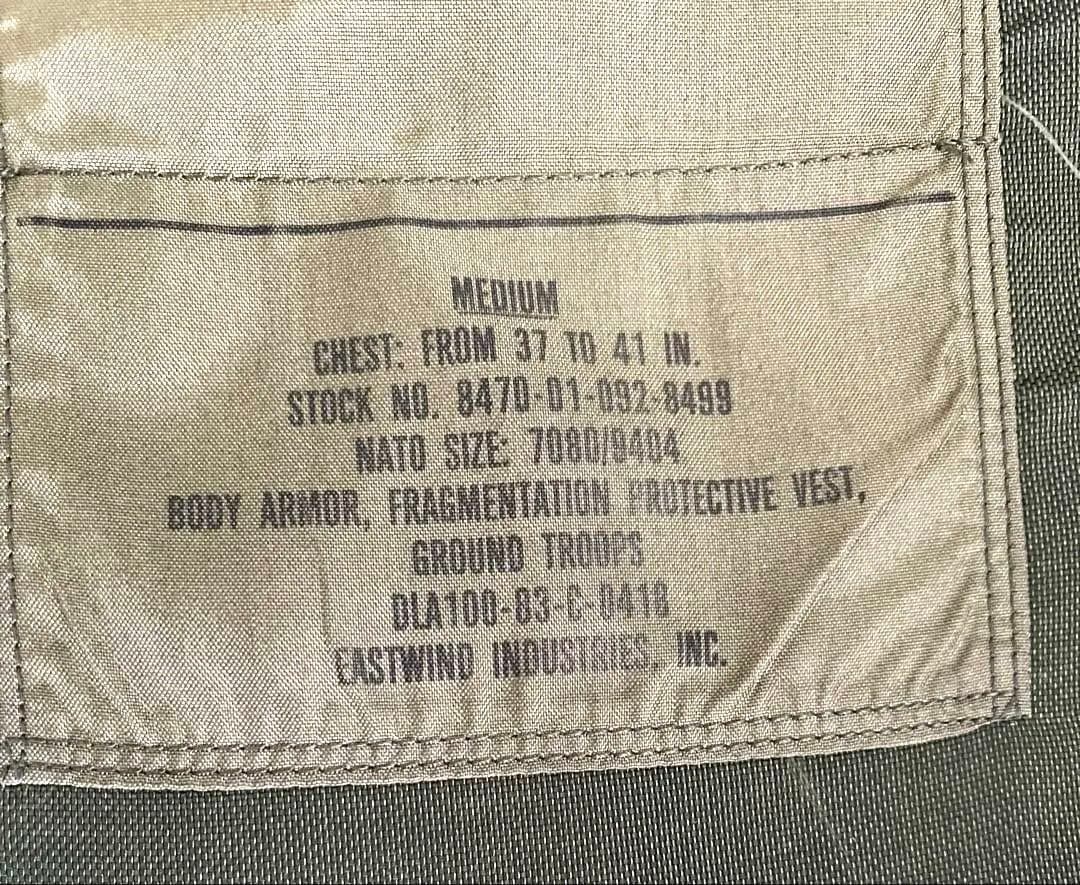 MEDIUM
CHEST: FROM 37 TO 41 IN.
STOCK NO. 8470-01-092-8499
NATO SIZE: 7080/9404
BODY ARMOR, FRAGMENTATION PROTECTIVE VEST,
GROUND TROOPS
DLA100-83-C-0418
EASTWIND INDUSTRIES, INC.